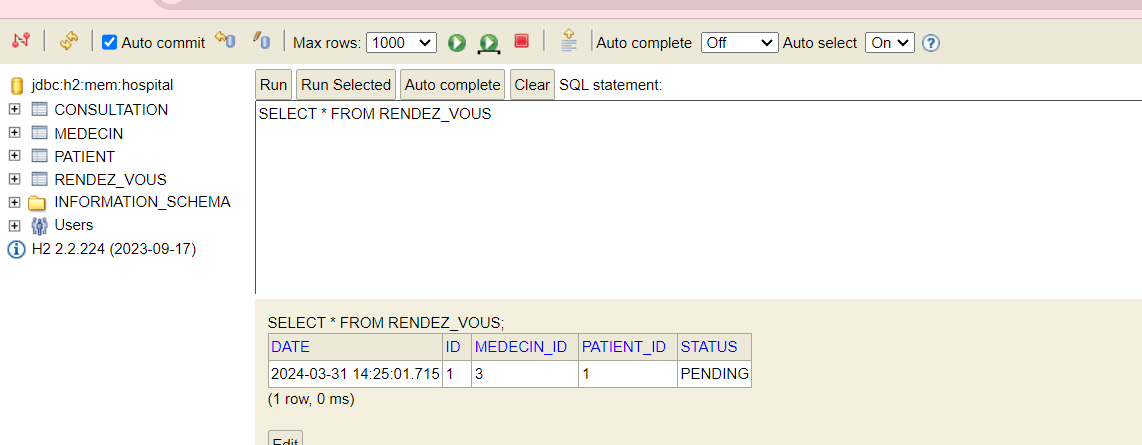 Auto commit Max rows: 1000 Auto complete Off Auto select On
jdbc:h2:mem:hospital
CONSULTATION
MEDECIN
PATIENT
RENDEZ_VOUS
INFORMATION_SCHEMA
Users
H2 2.2.224 (2023-09-17)
Run Run Selected Auto complete Clear SQL statement:
SELECT * FROM RENDEZ_VOUS
SELECT * FROM RENDEZ_VOUS;
DATE ID MEDECIN_ID PATIENT_ID STATUS
2024-03-31 14:25:01.715 1 3 1 PENDING
(1 row, 0 ms)
Edit